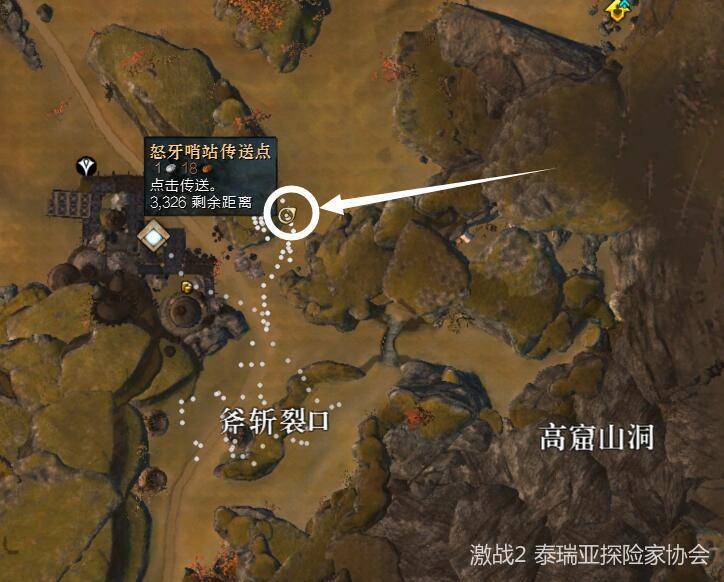 怒牙哨站传送点
1 18
点击传送。
3,326 剩余距离
斧斩裂口
高窟山洞
激战2 泰瑞亚探险家协会